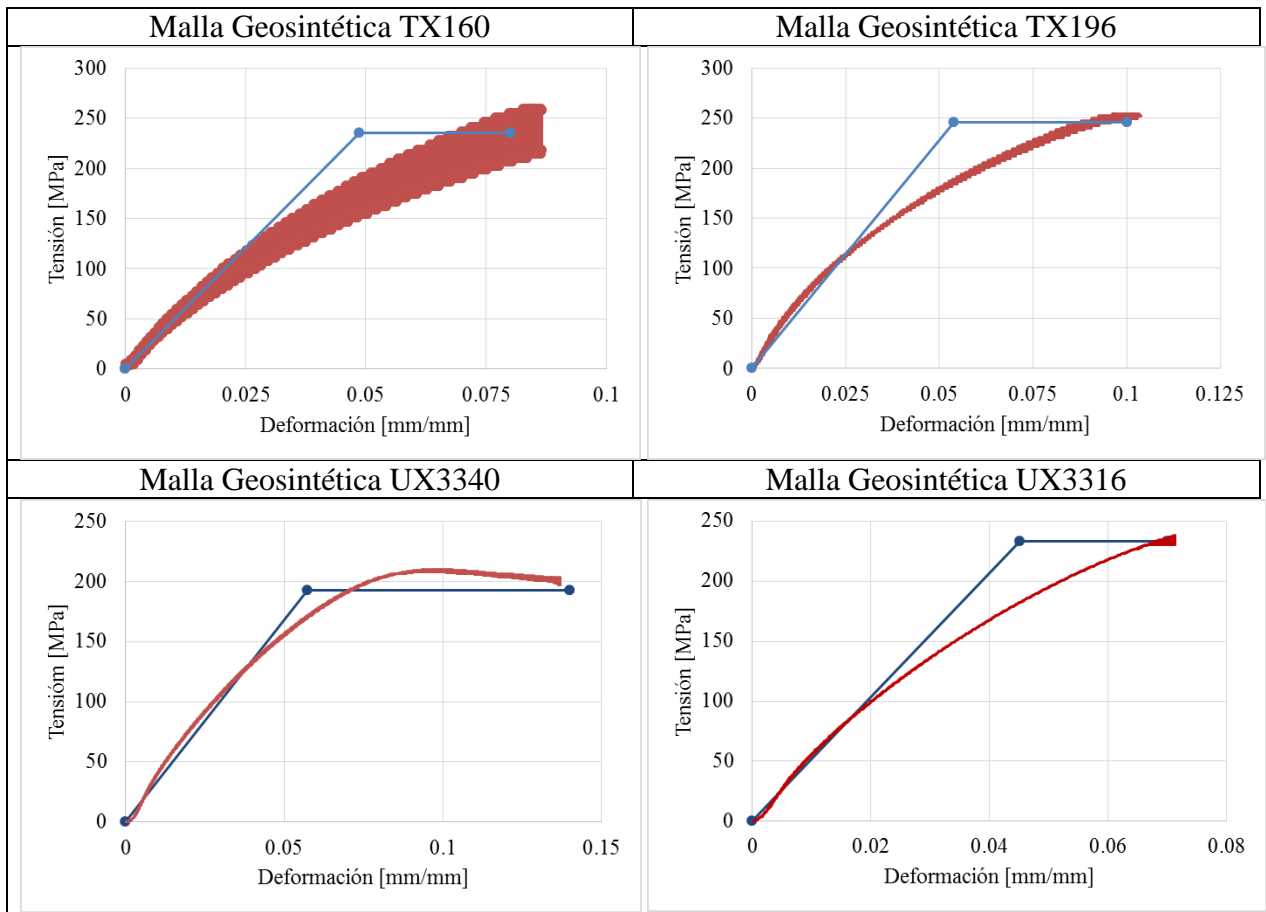 Malla Geosintética TX160
Malla Geosintética TX196
300
250
200
150
100
50
0
Tensión [MPa]
0 0.025 0.05 0.075 0.1
Deformación [mm/mm]
300
250
200
150
100
50
0
Tensión [MPa]
0 0.025 0.05 0.075 0.1 0.125
Deformación [mm/mm]
Malla Geosintética UX3340
Malla Geosintética UX3316
250
200
150
100
50
0
Tensióm [MPa]
0 0.05 0.1 0.15
Deformación [mm/mm]
250
200
150
100
50
0
Tensión [MPa]
0 0.02 0.04 0.06 0.08
Deformación [mm/mm]